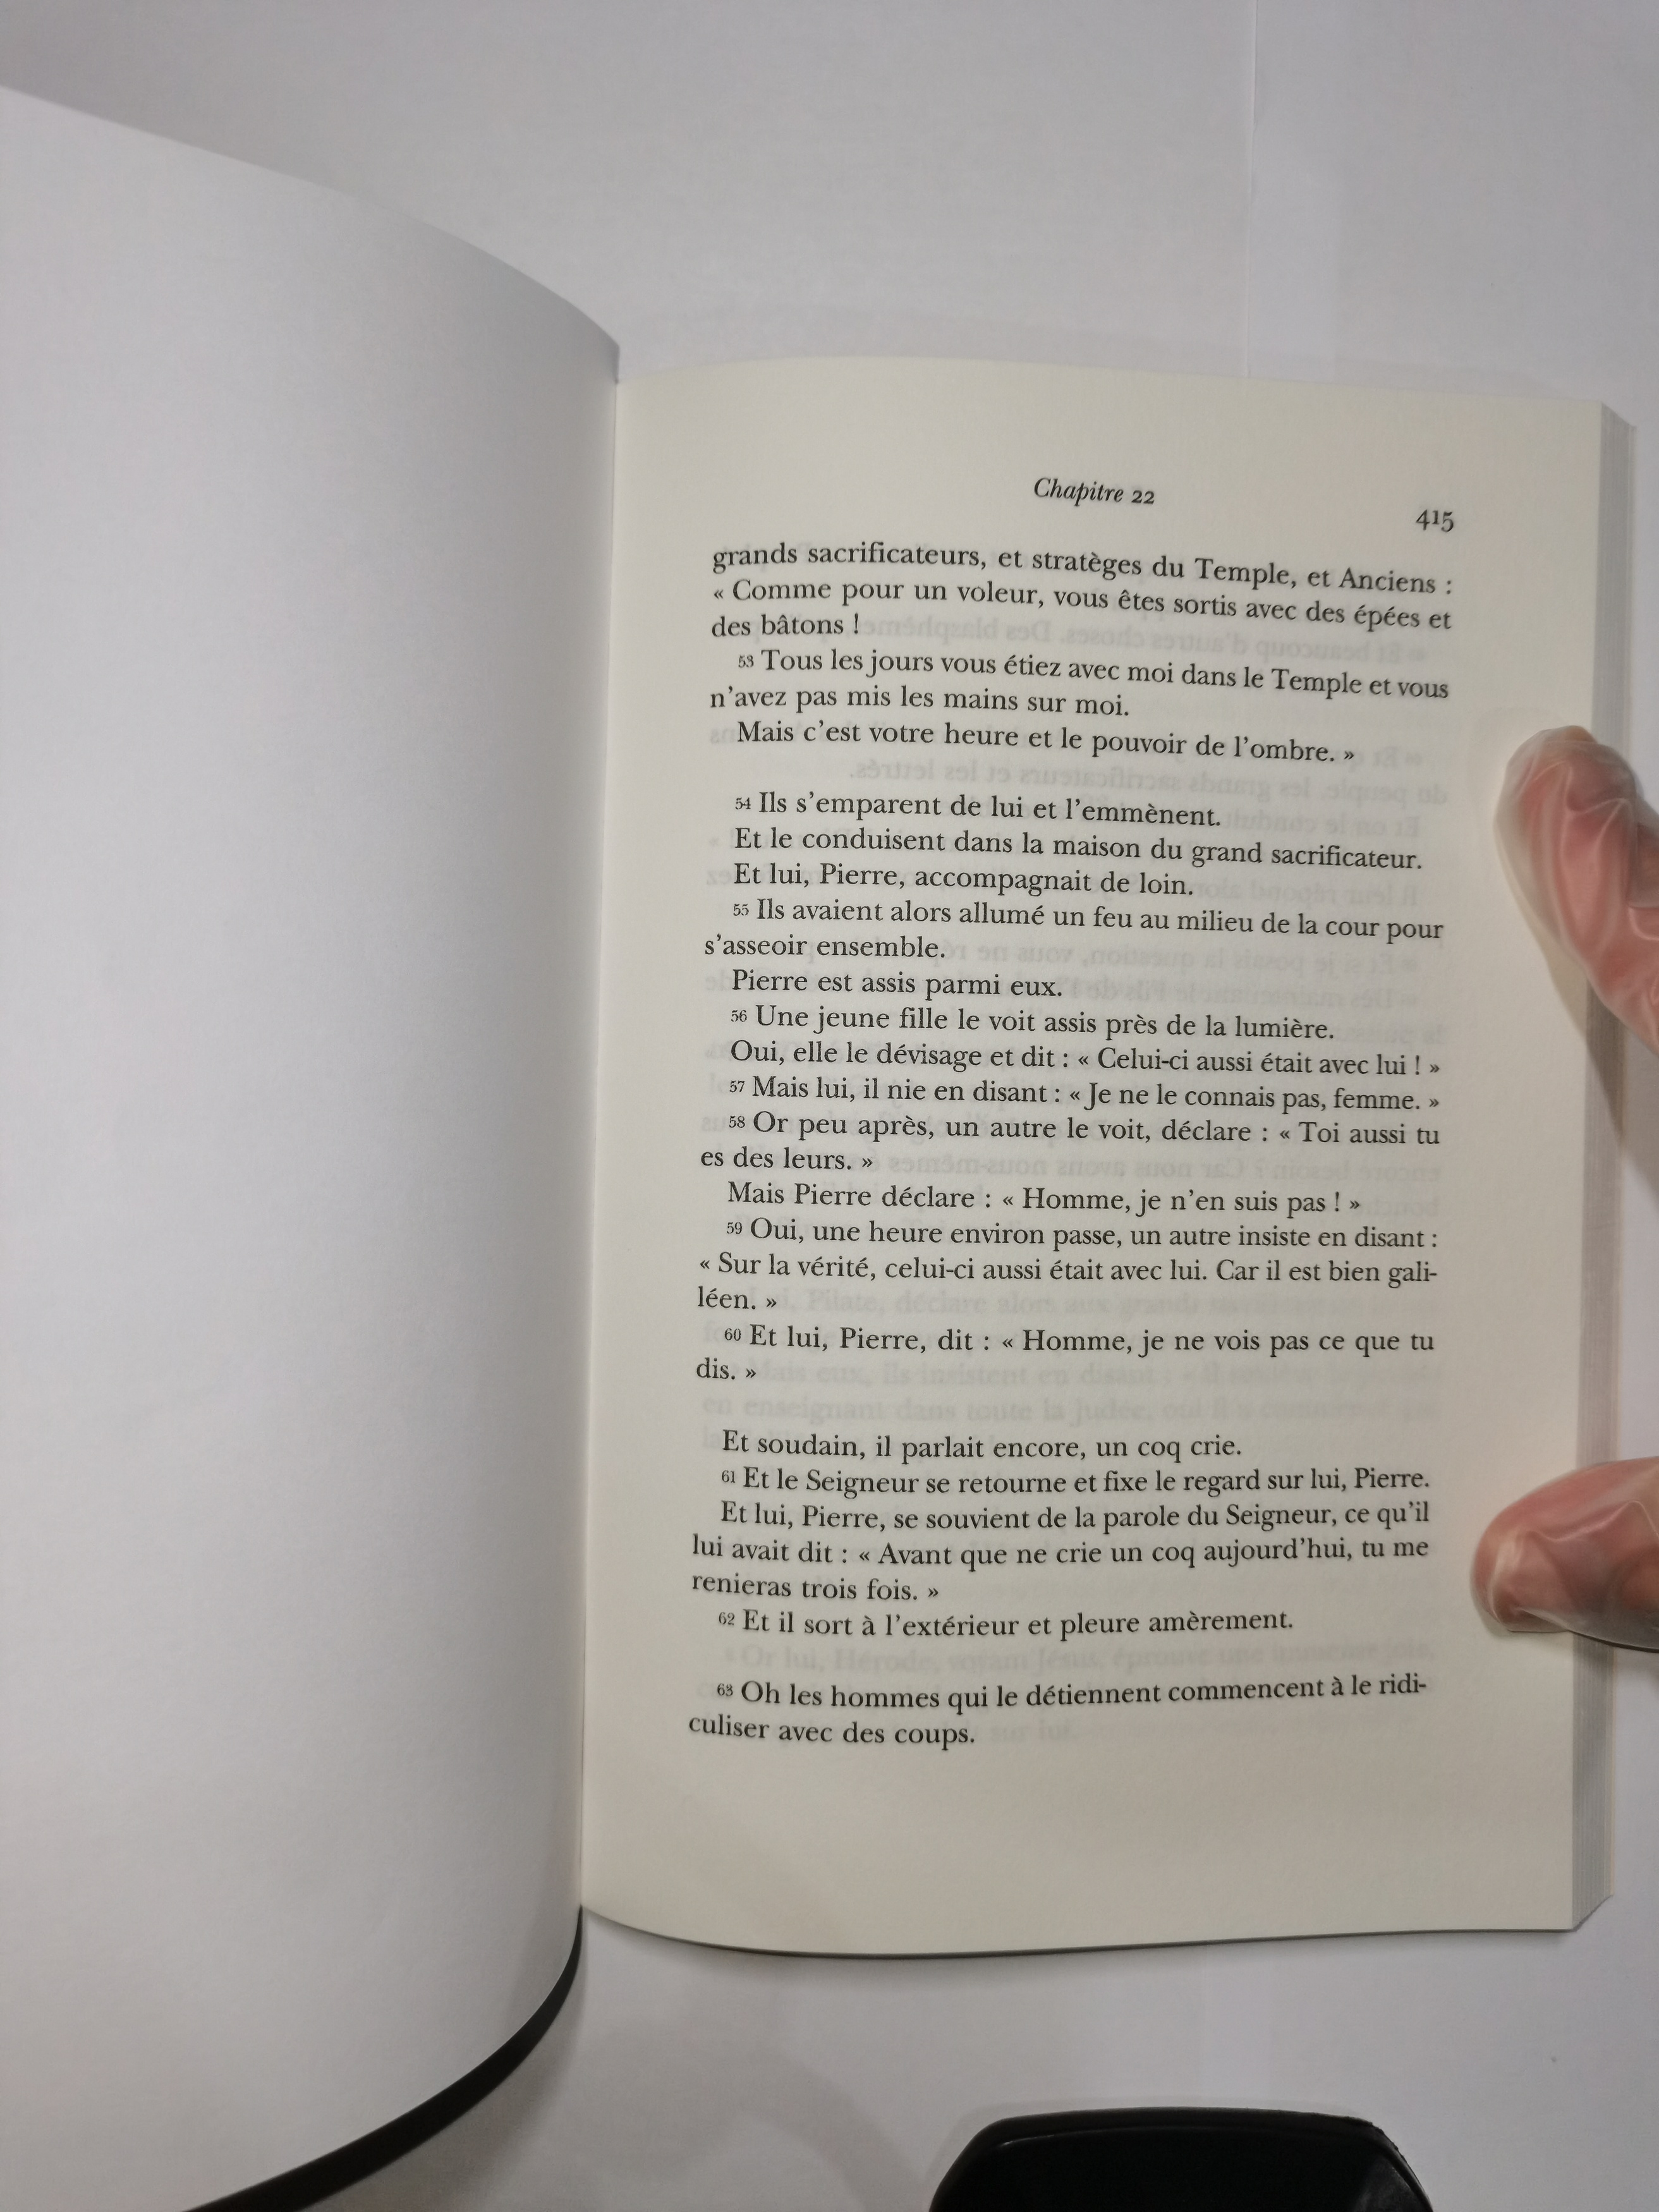 Chapitre 22
415
grands sacrificateurs, et stratèges du Temple, et Anciens :
« Comme pour un voleur, vous êtes sortis avec des épées et
des bâtons !
53 Tous les jours vous étiez avec moi dans le Temple et vous
n'avez pas mis les mains sur moi.
Mais c'est votre heure et le pouvoir de l'ombre. »
54 Ils s'emparent de lui et l'emmènent.
Et le conduisent dans la maison du grand sacrificateur.
Et lui, Pierre, accompagnait de loin.
55 Ils avaient alors allumé un feu au milieu de la cour pour
s'asseoir ensemble.
Pierre est assis parmi eux.
56 Une jeune fille le voit assis près de la lumière.
Oui, elle le dévisage et dit : « Celui-ci aussi était avec lui ! »
57 Mais lui, il nie en disant : « Je ne le connais pas, femme. »
58 Or peu après, un autre le voit, déclare : « Toi aussi tu
es des leurs. »
Mais Pierre déclare : « Homme, je n'en suis pas ! »
59 Oui, une heure environ passe, un autre insiste en disant :
« Sur la vérité, celui-ci aussi était avec lui. Car il est bien gali-
léen. »
60 Et lui, Pierre, dit : « Homme, je ne vois pas ce que tu
dis. »
Et soudain, il parlait encore, un coq crie.
61 Et le Seigneur se retourne et fixe le regard sur lui, Pierre.
Et lui, Pierre, se souvient de la parole du Seigneur, ce qu'il
lui avait dit : « Avant que ne crie un coq aujourd'hui, tu me
renieras trois fois. »
62 Et il sort à l'extérieur et pleure amèrement.
63 Oh les hommes qui le détiennent commencent à le ridi-
culiser avec des coups.